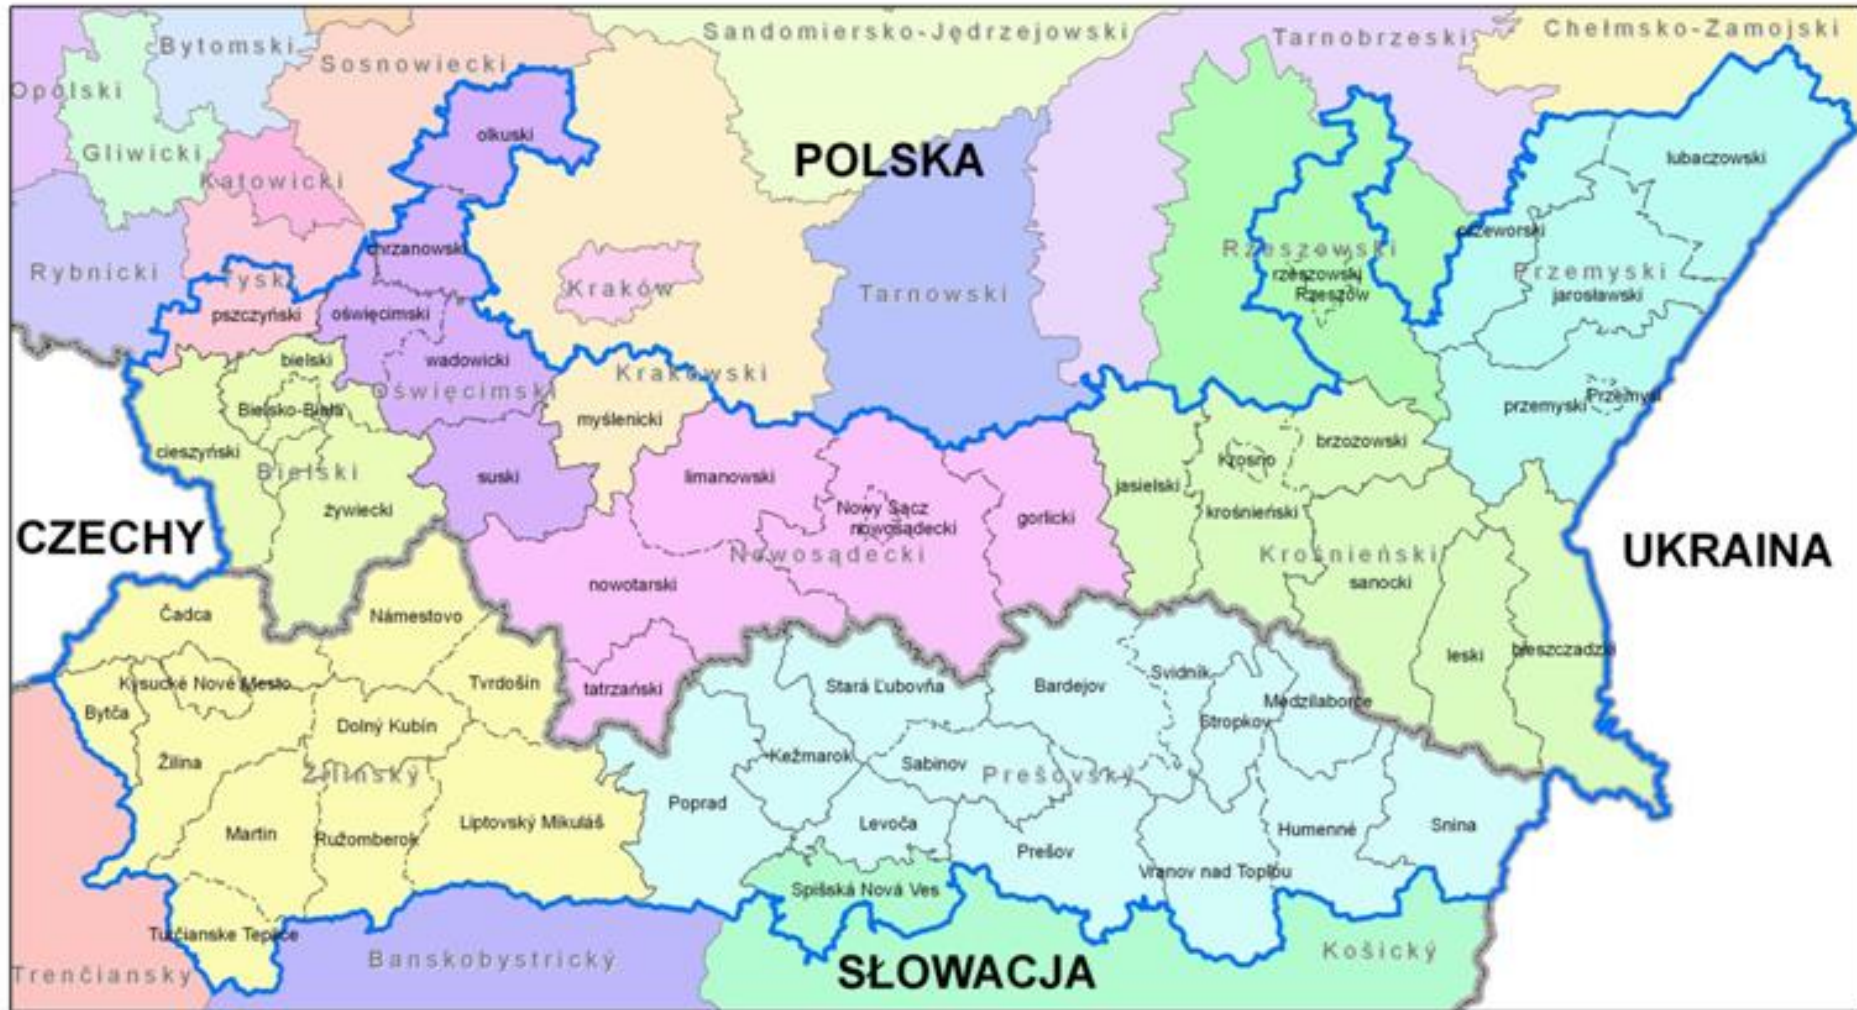 Sandomiersko-Jędrzejowski
Chełmsko-Zamojski
Tarnobrzeski
Bytomski
Sosnowiecki
Opolski
olkuski
Gliwicki
POLSKA
lubaczowski
Katowicki
przeworski
chrzanowski
Rzeszowski
Rybnicki
Tyski
Przemyski
rzeszowski
Kraków
Tarnowski
Rzeszów
jarosławski
pszczyński
oświęcimski
bielski
wadowicki
Krakowski
Oświęcimski
Przemyśl
przemyski
Bielsko-Biała
myślenicki
brzozowski
cieszyński
Krosno
Bielski
suski
limanowski
jasielski
żywiecki
Nowy Sącz
nowosądecki
gorlicki
krośnieński
CZECHY
Nowosądecki
Krośnieński
UKRAINA
nowotarski
sanocki
Čadca
Námestovo
leski
bieszczadzki
Kysucké Nové Mesto
Tvrdošín
tatrzański
Stará Ľubovňa
Bardejov
Svidník
Medzilaborce
Bytča
Dolný Kubín
Stropkov
Žilina
Kežmarok
Sabinov
Žilinský
Prešovský
Poprad
Liptovský Mikuláš
Levoča
Martin
Ružomberok
Prešov
Humenné
Snina
Vranov nad Topľou
Spišská Nová Ves
Turčianske Teplice
Trenčiansky
Banskobystrický
SŁOWACJA
Košický